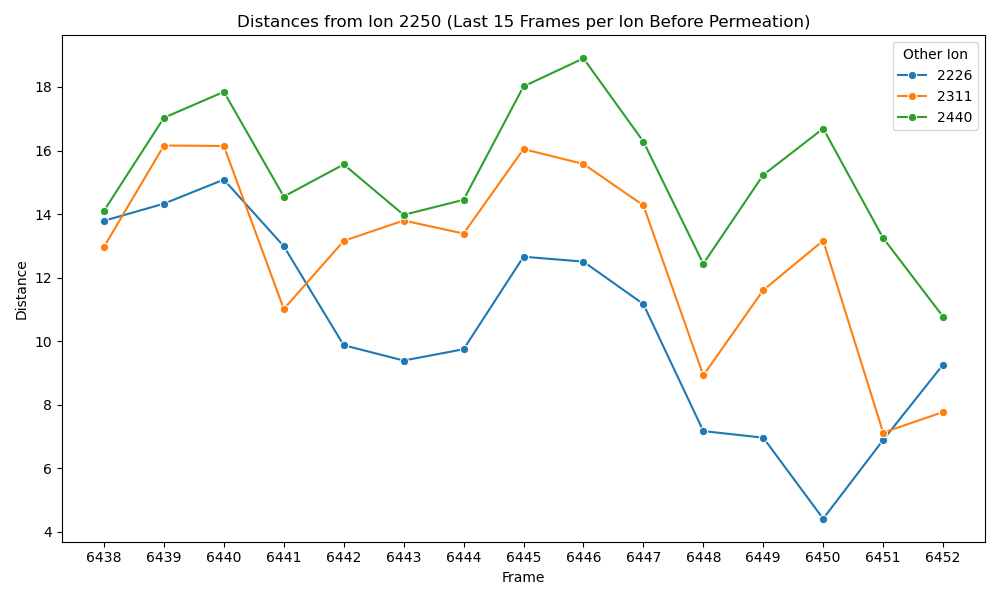 Distances from Ion 2250 (Last 15 Frames per Ion Before Permeation)
Other Ion
2226
2311
2440
Distance
18
16
14
12
10
8
6
4
6438 6439 6440 6441 6442 6443 6444 6445 6446 6447 6448 6449 6450 6451 6452
Frame